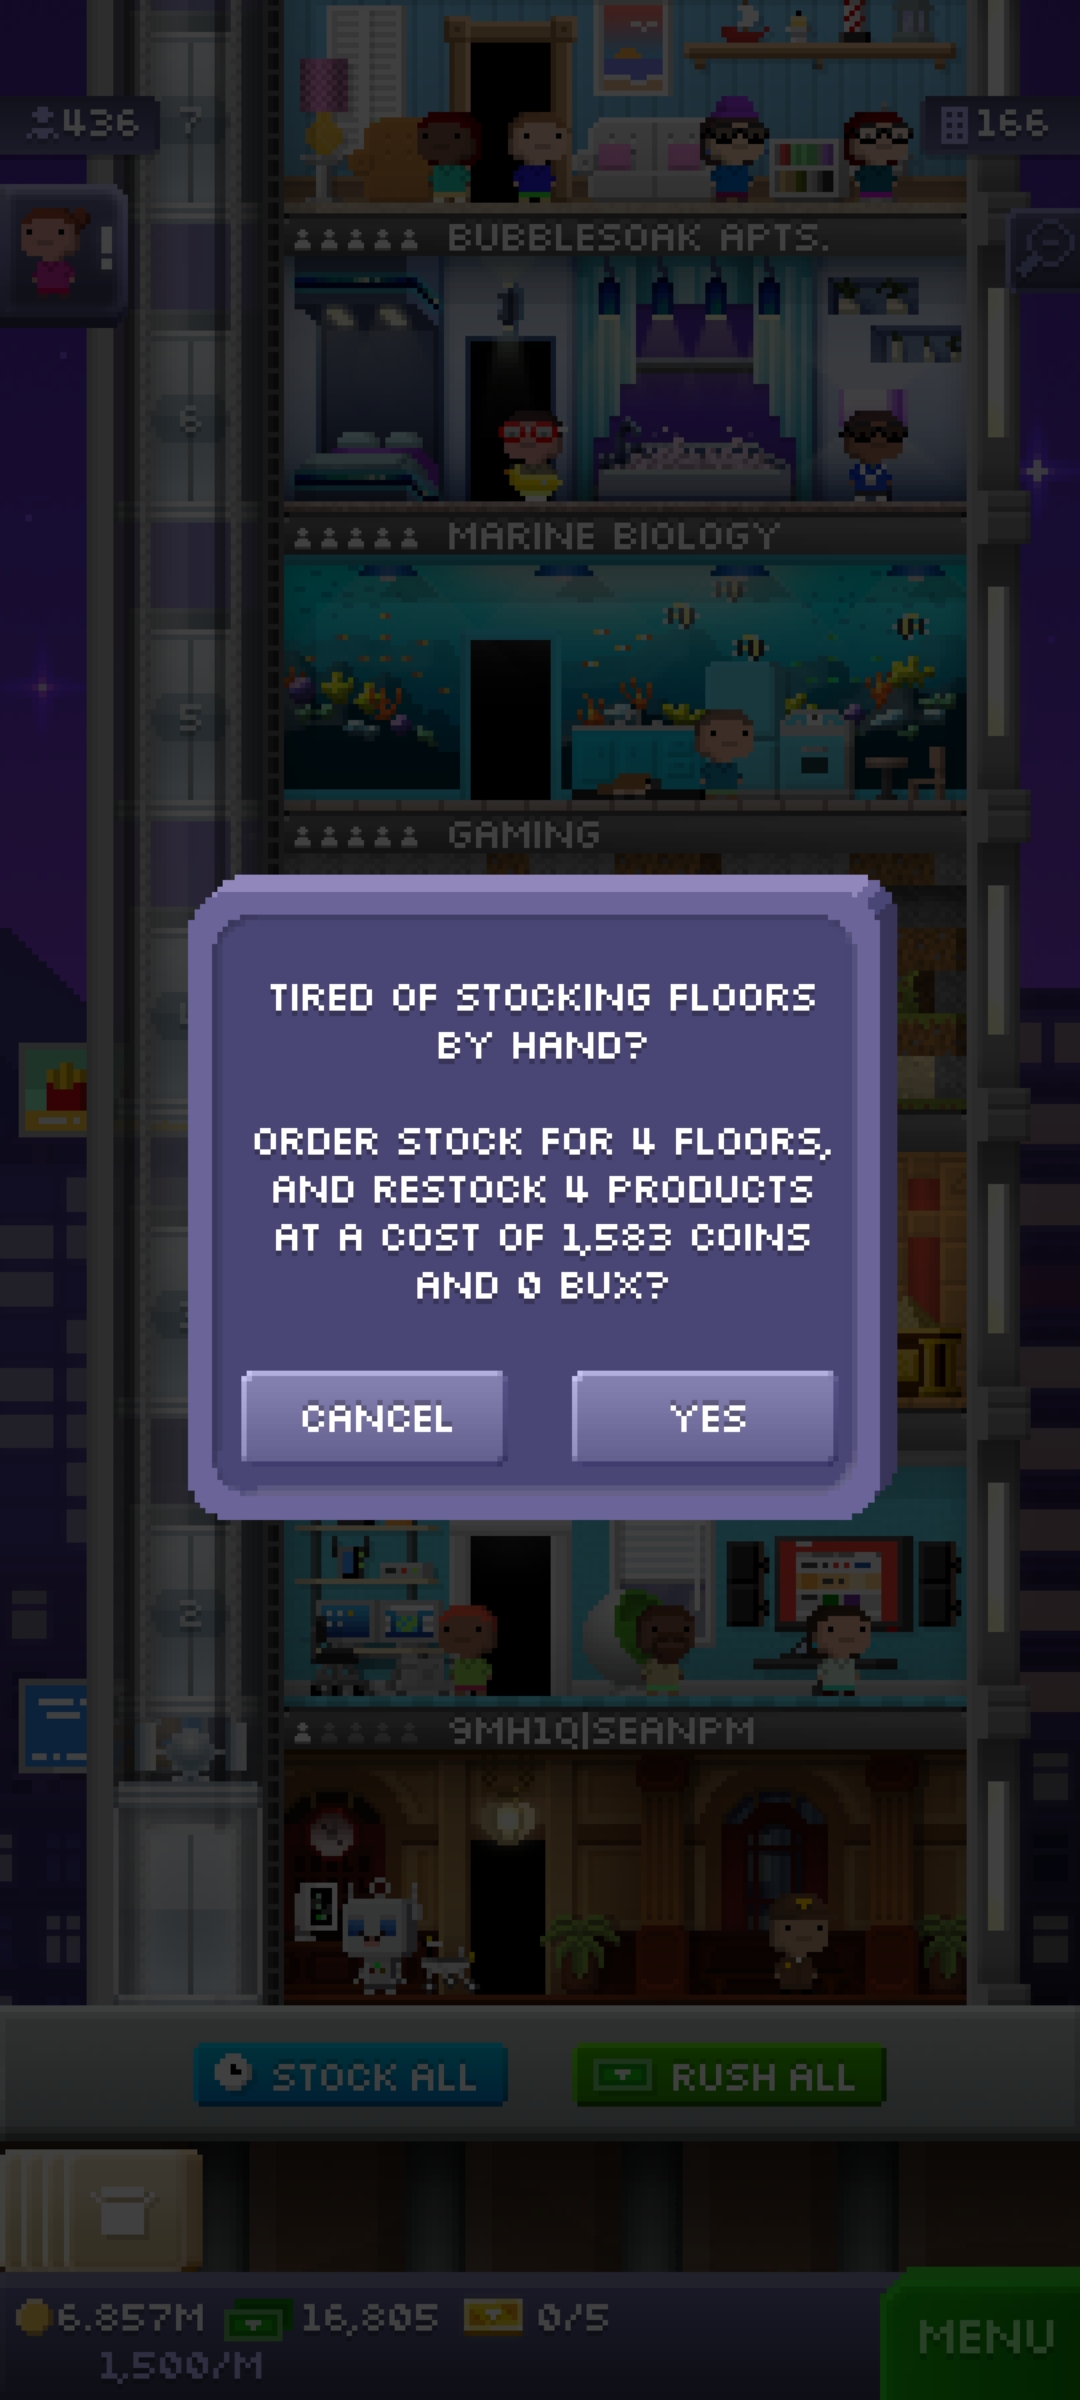 436
7
166
!
BUBBLESOAK APTS.
6
MARINE BIOLOGY
5
GAMING
TIRED OF STOCKING FLOORS
BY HAND?
ORDER STOCK FOR 4 FLOORS,
AND RESTOCK 4 PRODUCTS
AT A COST OF 1,583 COINS
AND 0 BUX?
CANCEL
YES
2
9MH1Q|SEANPM
STOCK ALL
RUSH ALL
6.857M
16,805
0/5
MENU
1,500/M